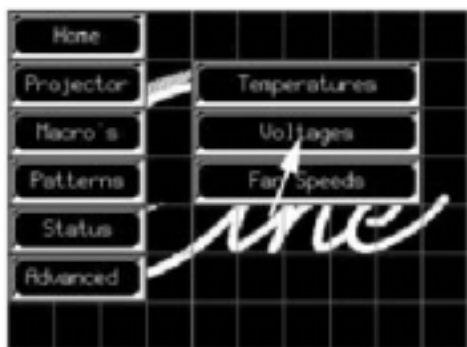 Home
Projector
Macro's
Patterns
Status
Advanced
Temperatures
Voltages
Fan Speeds